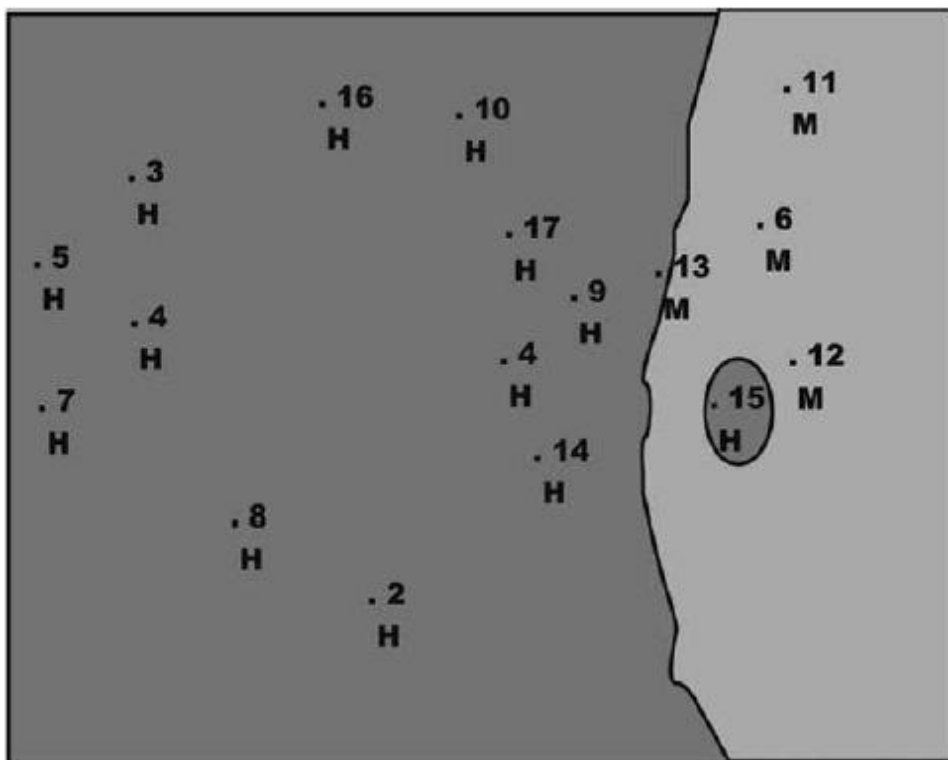 . 11
M
. 16
H
. 10
H
. 3
H
. 6
M
. 17
H
. 5
H
. 13
M
. 9
H
. 4
H
. 4
H
. 12
M
. 7
H
. 15
H
. 14
H
. 8
H
. 2
H